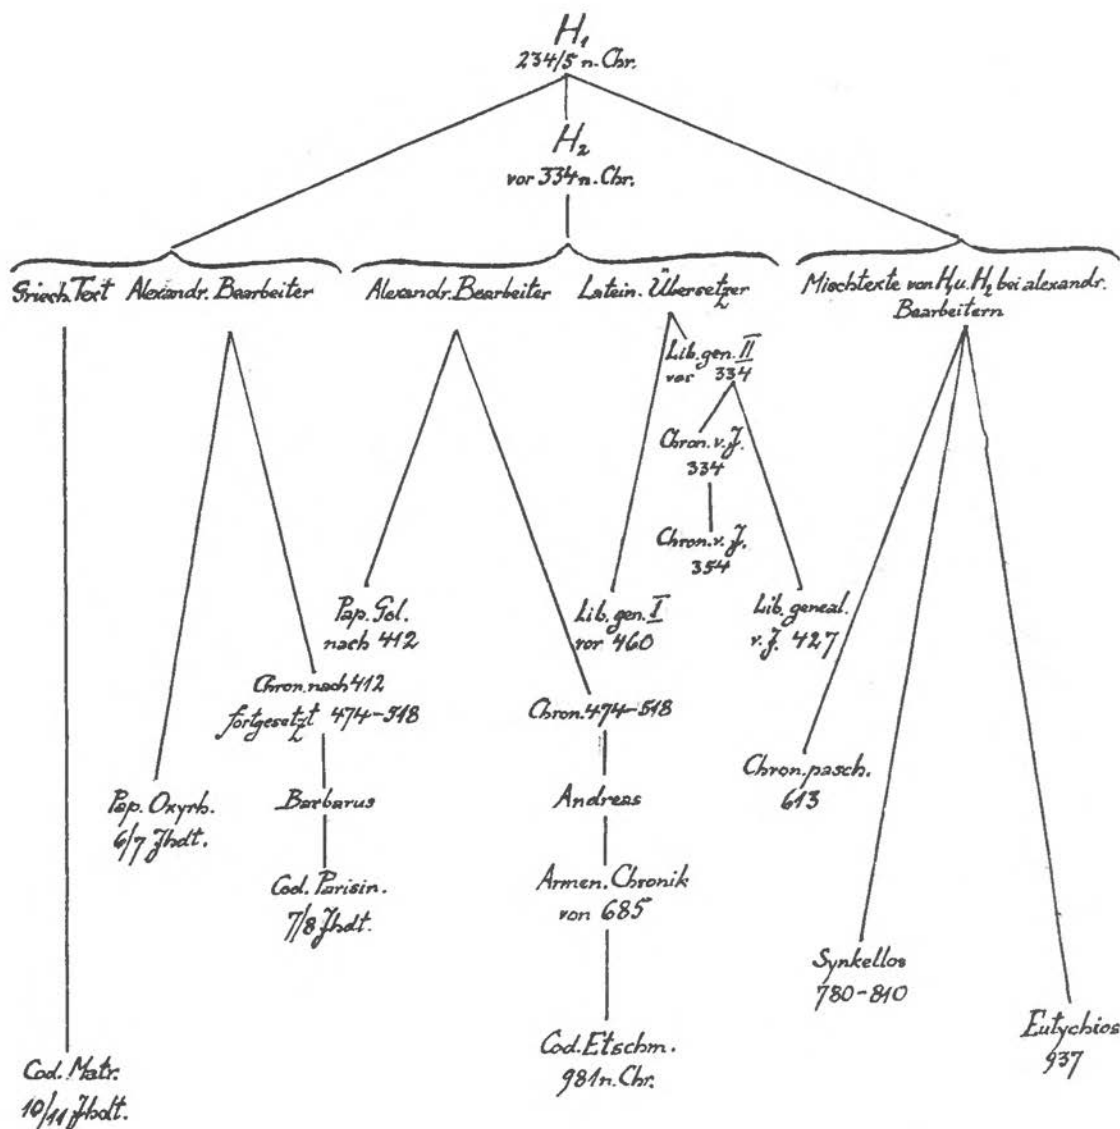 H₁
234/5 n. Chr.
H₂
vor 334 n. Chr.
Griech. Text Alexandr. Bearbeiter
Alexandr. Bearbeiter Latein. Übersetzer
Mischtexte von H₁ u. H₂ bei alexandr.
Bearbeitern
Lib. gen. II
vor 334
Chron. v. J.
334
Chron. v. J.
354
Pap. Gol.
nach 412
Lib. gen. I
vor 460
Lib. geneal.
v. J. 427
Chron. nach 412
fortgesetzt 474-518
Chron. 474-518
Chron. pasch.
613
Pap. Oxyrh.
6/7 Jhdt.
Barbarus
Andreas
Cod. Parisin.
7/8 Jhdt.
Armen. Chronik
von 685
Synkellos
780-810
Eutychios
937
Cod. Matr.
10/11 Jhdt.
Cod. Etschm.
981 n. Chr.